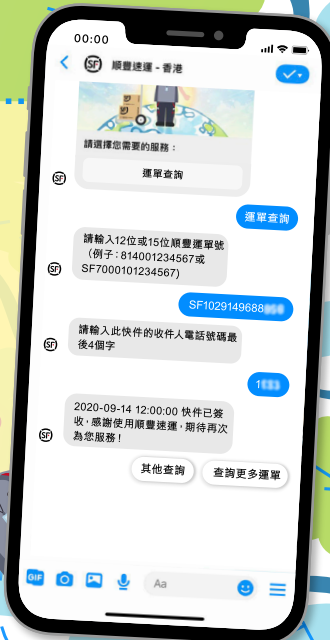 00:00
SF 順豐速運 - 香港
請選擇您需要的服務：
運單查詢
SF
運單查詢
請輸入12位或15位順豐運單號
（例子：814001234567或
SF7000101234567)
SF
SF1029149688
請輸入此快件的收件人電話號碼最
後4個字
SF
2020-09-14 12:00:00 快件已簽
收，感謝使用順豐速運，期待再次
為您服務！
SF
其他查詢
查詢更多運單
GIF
Aa